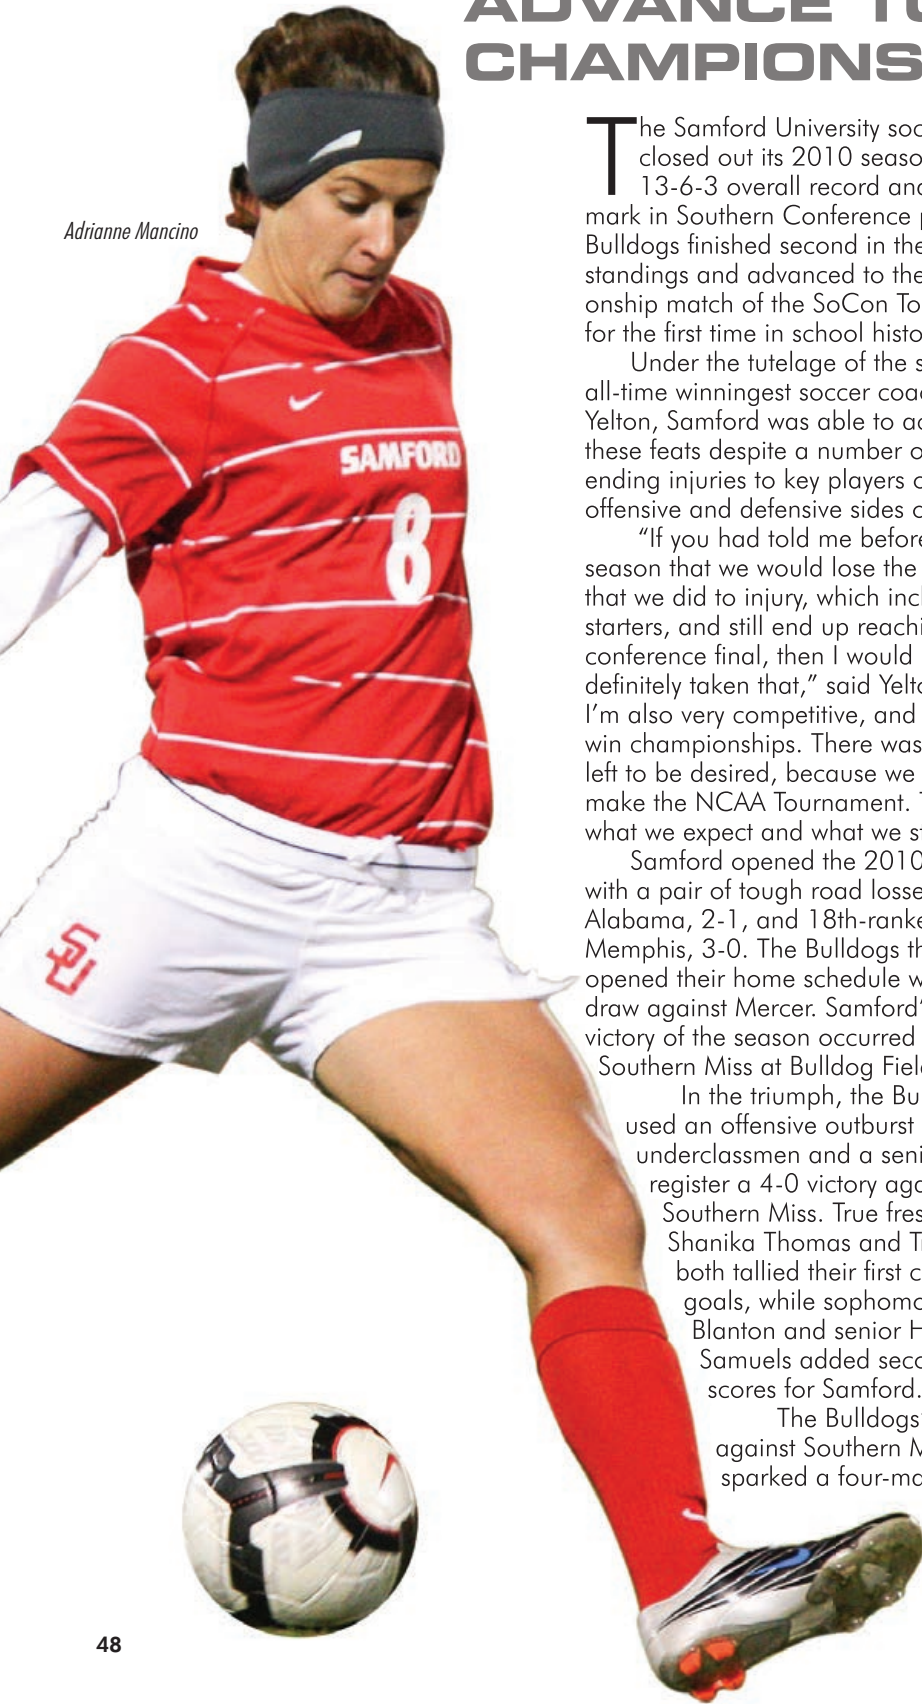 ADVANCE TO
CHAMPIONS
The Samford University soc
closed out its 2010 seaso
13-6-3 overall record and
mark in Southern Conference p
Bulldogs finished second in the
standings and advanced to the
onship match of the SoCon To
for the first time in school histo
Under the tutelage of the s
all-time winningest soccer coa
Yelton, Samford was able to ac
these feats despite a number o
ending injuries to key players o
offensive and defensive sides o
“If you had told me before
season that we would lose the
that we did to injury, which incl
starters, and still end up reachi
conference final, then I would
definitely taken that,” said Yelto
I’m also very competitive, and
win championships. There was
left to be desired, because we
make the NCAA Tournament. T
what we expect and what we st
Samford opened the 2010
with a pair of tough road losse
Alabama, 2-1, and 18th-ranke
Memphis, 3-0. The Bulldogs th
opened their home schedule w
draw against Mercer. Samford’
victory of the season occurred
Southern Miss at Bulldog Field
In the triumph, the Bu
used an offensive outburst
underclassmen and a seni
register a 4-0 victory aga
Southern Miss. True fres
Shanika Thomas and Tr
both tallied their first c
goals, while sophomo
Blanton and senior H
Samuels added seco
scores for Samford.
The Bulldogs’
against Southern M
sparked a four-ma
Adrianne Mancino
SAMFORD
8
SU
48